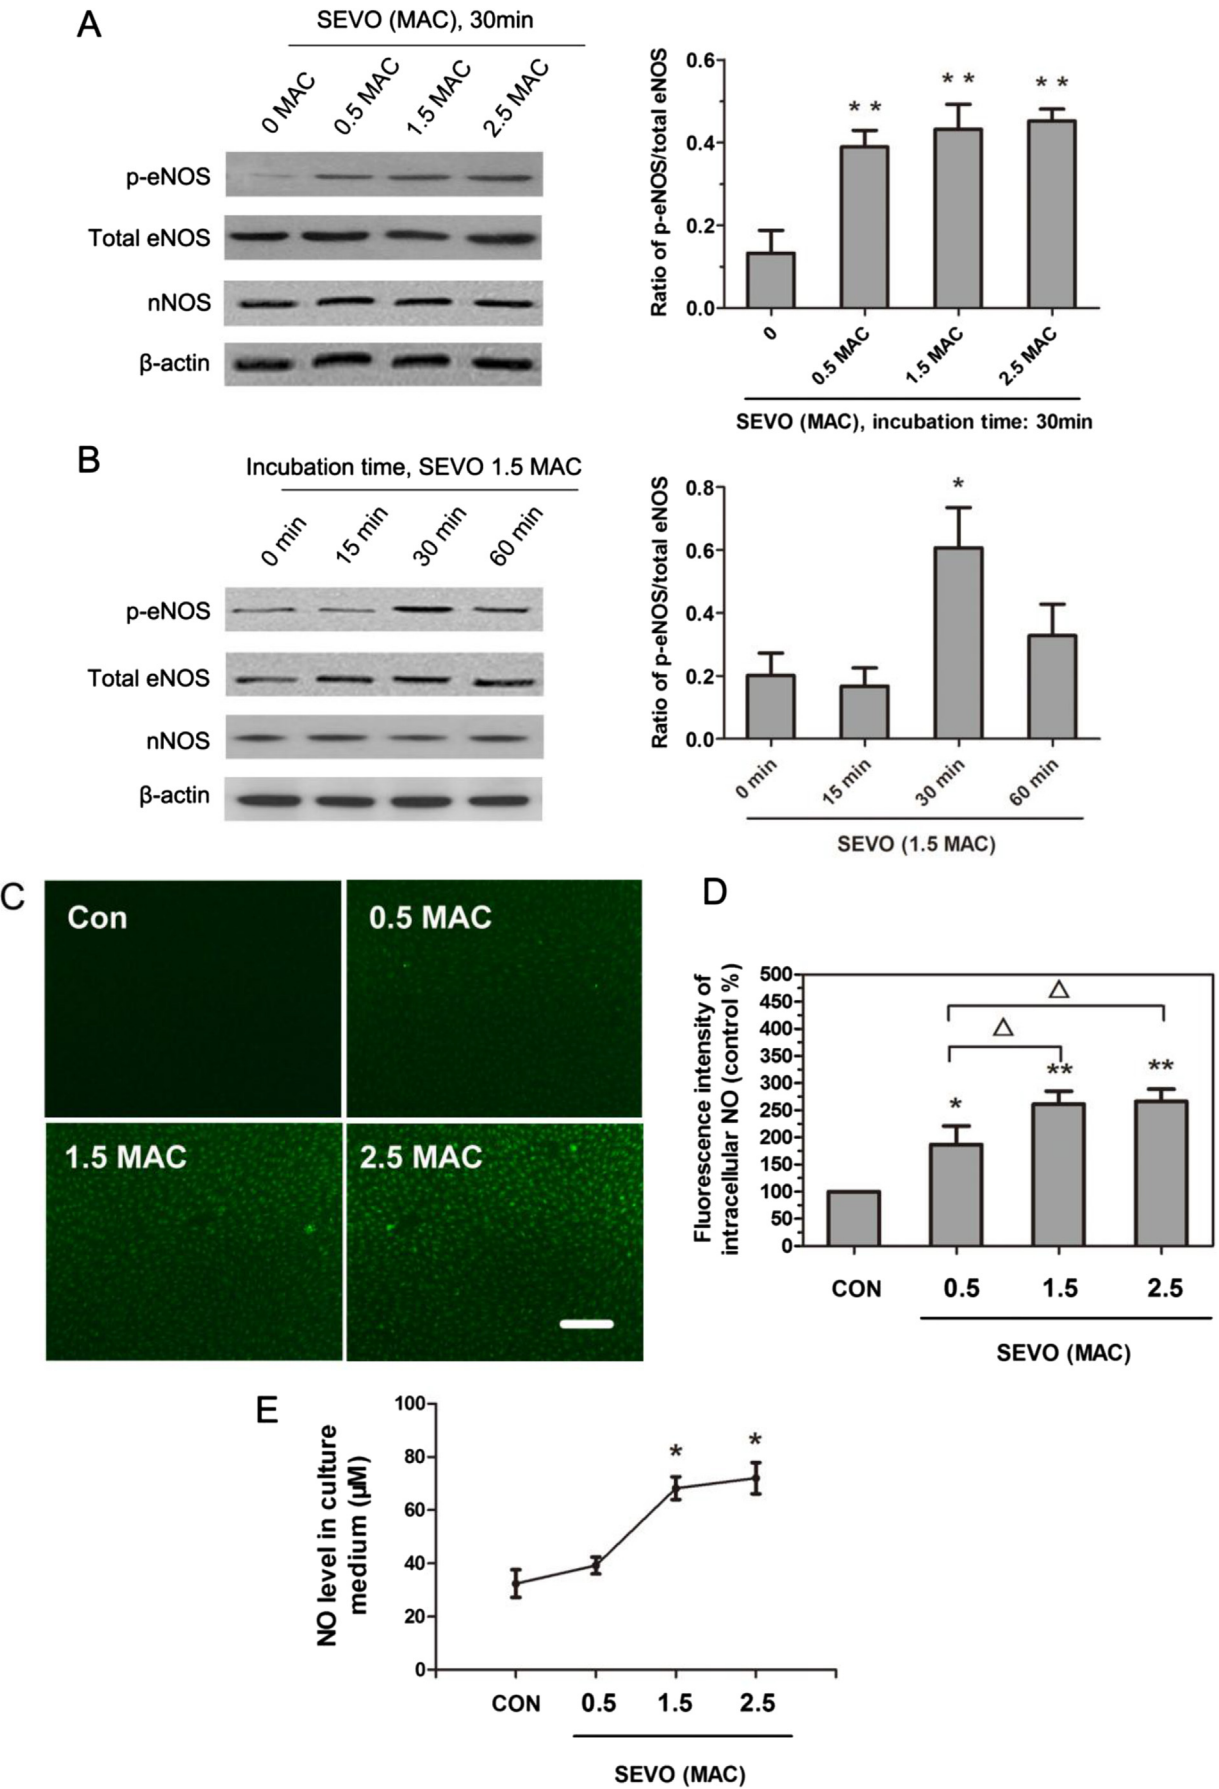 A
SEVO (MAC), 30min
0 MAC
0.5 MAC
1.5 MAC
2.5 MAC
p-eNOS
Total eNOS
nNOS
β-actin
Ratio of p-eNOS/total eNOS
0.6
0.4
0.2
0.0
* *
* *
* *
0
0.5 MAC
1.5 MAC
2.5 MAC
SEVO (MAC), incubation time: 30min
B
Incubation time, SEVO 1.5 MAC
0 min
15 min
30 min
60 min
p-eNOS
Total eNOS
nNOS
β-actin
Ratio of p-eNOS/total eNOS
0.8
0.6
0.4
0.2
0.0
*
0 min
15 min
30 min
60 min
SEVO (1.5 MAC)
C
Con
0.5 MAC
1.5 MAC
2.5 MAC
D
Fluorescence intensity of
intracellular NO (control %)
500
450
400
350
300
250
200
150
100
50
0
△
△
*
**
**
CON
0.5
1.5
2.5
SEVO (MAC)
E
NO level in culture
medium (µM)
100
80
60
40
20
0
*
*
CON
0.5
1.5
2.5
SEVO (MAC)